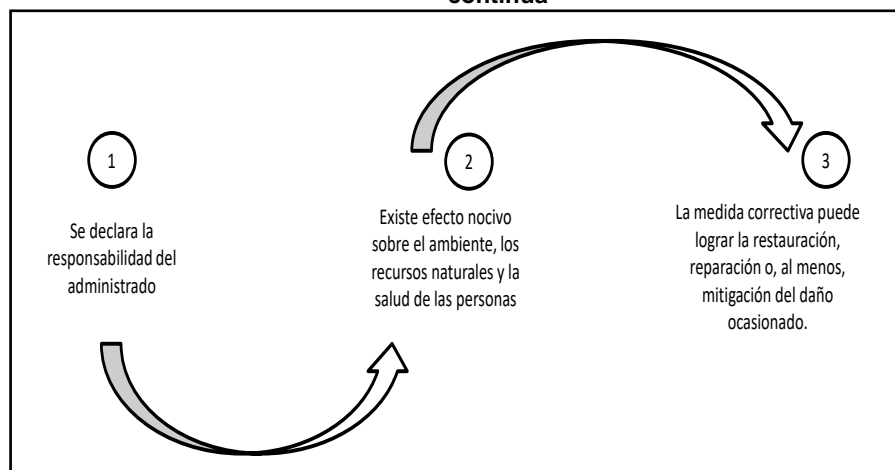 continúa
1
Se declara la
responsabilidad del
administrado
2
Existe efecto nocivo
sobre el ambiente, los
recursos naturales y la
salud de las personas
3
La medida correctiva puede
lograr la restauración,
reparación o, al menos,
mitigación del daño
ocasionado.